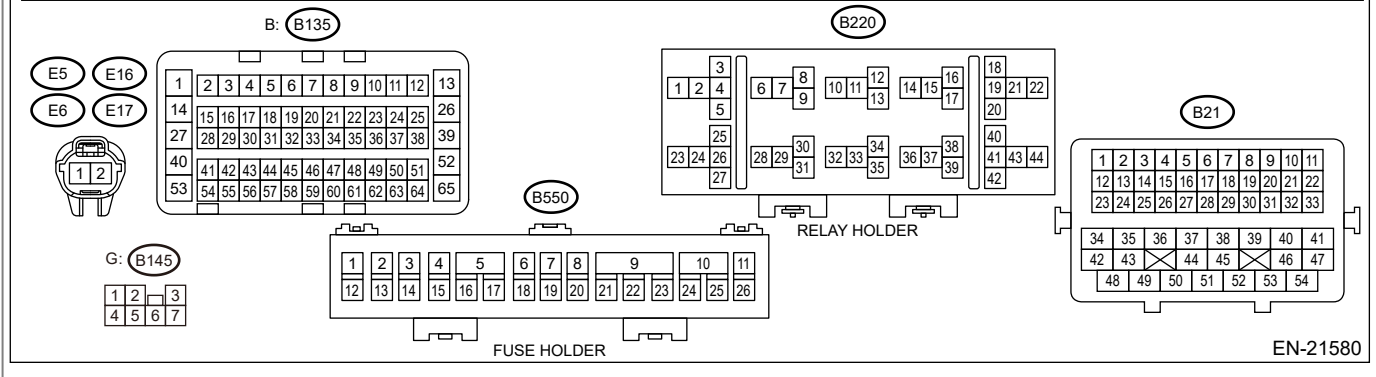 B: B135
E5 E16
E6 E17
1 2
1 2 3 4 5 6 7 8 9 10 11 12 13
14 15 16 17 18 19 20 21 22 23 24 25 26
27 28 29 30 31 32 33 34 35 36 37 38 39
40 41 42 43 44 45 46 47 48 49 50 51 52
53 54 55 56 57 58 59 60 61 62 63 64 65
G: B145
1 2 3
4 5 6 7
B550
1 2 3 4 5 6 7 8 9 10 11
12 13 14 15 16 17 18 19 20 21 22 23 24 25 26
FUSE HOLDER
B220
3 8 12 16 18
1 2 4 6 7 10 11 14 15 19 21 22
5 9 13 17 20
25 30 34 38 40
23 24 26 28 29 32 33 36 37 41 43 44
27 31 35 39 42
RELAY HOLDER
B21
1 2 3 4 5 6 7 8 9 10 11
12 13 14 15 16 17 18 19 20 21 22
23 24 25 26 27 28 29 30 31 32 33
34 35 36 37 38 39 40 41
42 43 44 45 46 47
48 49 50 51 52 53 54
EN-21580